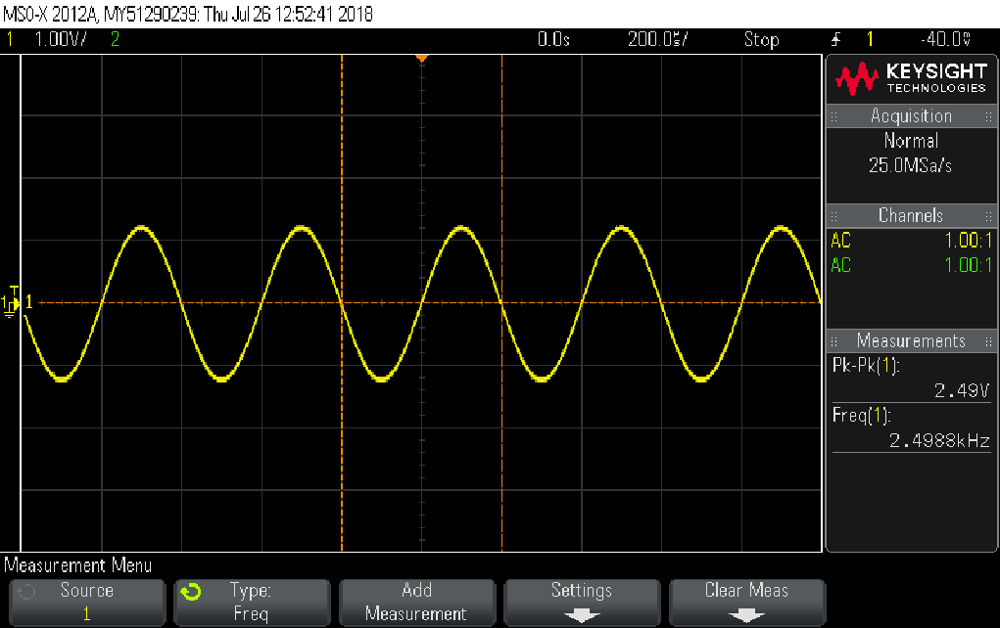 MSO-X 2012A, MY51290239: Thu Jul 26 12:52:41 2018
1 1.00V/ 2 0.0s 200.0µs/ Stop 1 -40.0mV
KEYSIGHT
TECHNOLOGIES
Acquisition
Normal
25.0MSa/s
Channels
AC 1.00:1
AC 1.00:1
T
1 1
Measurements
Pk-Pk(1):
2.49V
Freq(1):
2.4988kHz
Measurement Menu
Source
1
Type:
Freq
Add
Measurement
Settings
Clear Meas